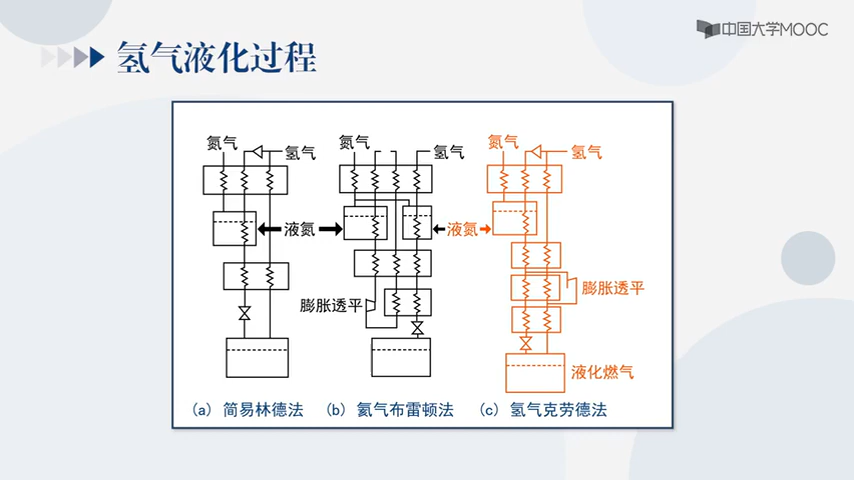 中国大学MOOC
氢气液化过程
氮气
氢气
氮气
氢气
氮气
氢气
液氮
液氮
膨胀透平
膨胀透平
液化燃气
(a) 简易林德法
(b) 氦气布雷顿法
(c) 氢气克劳德法